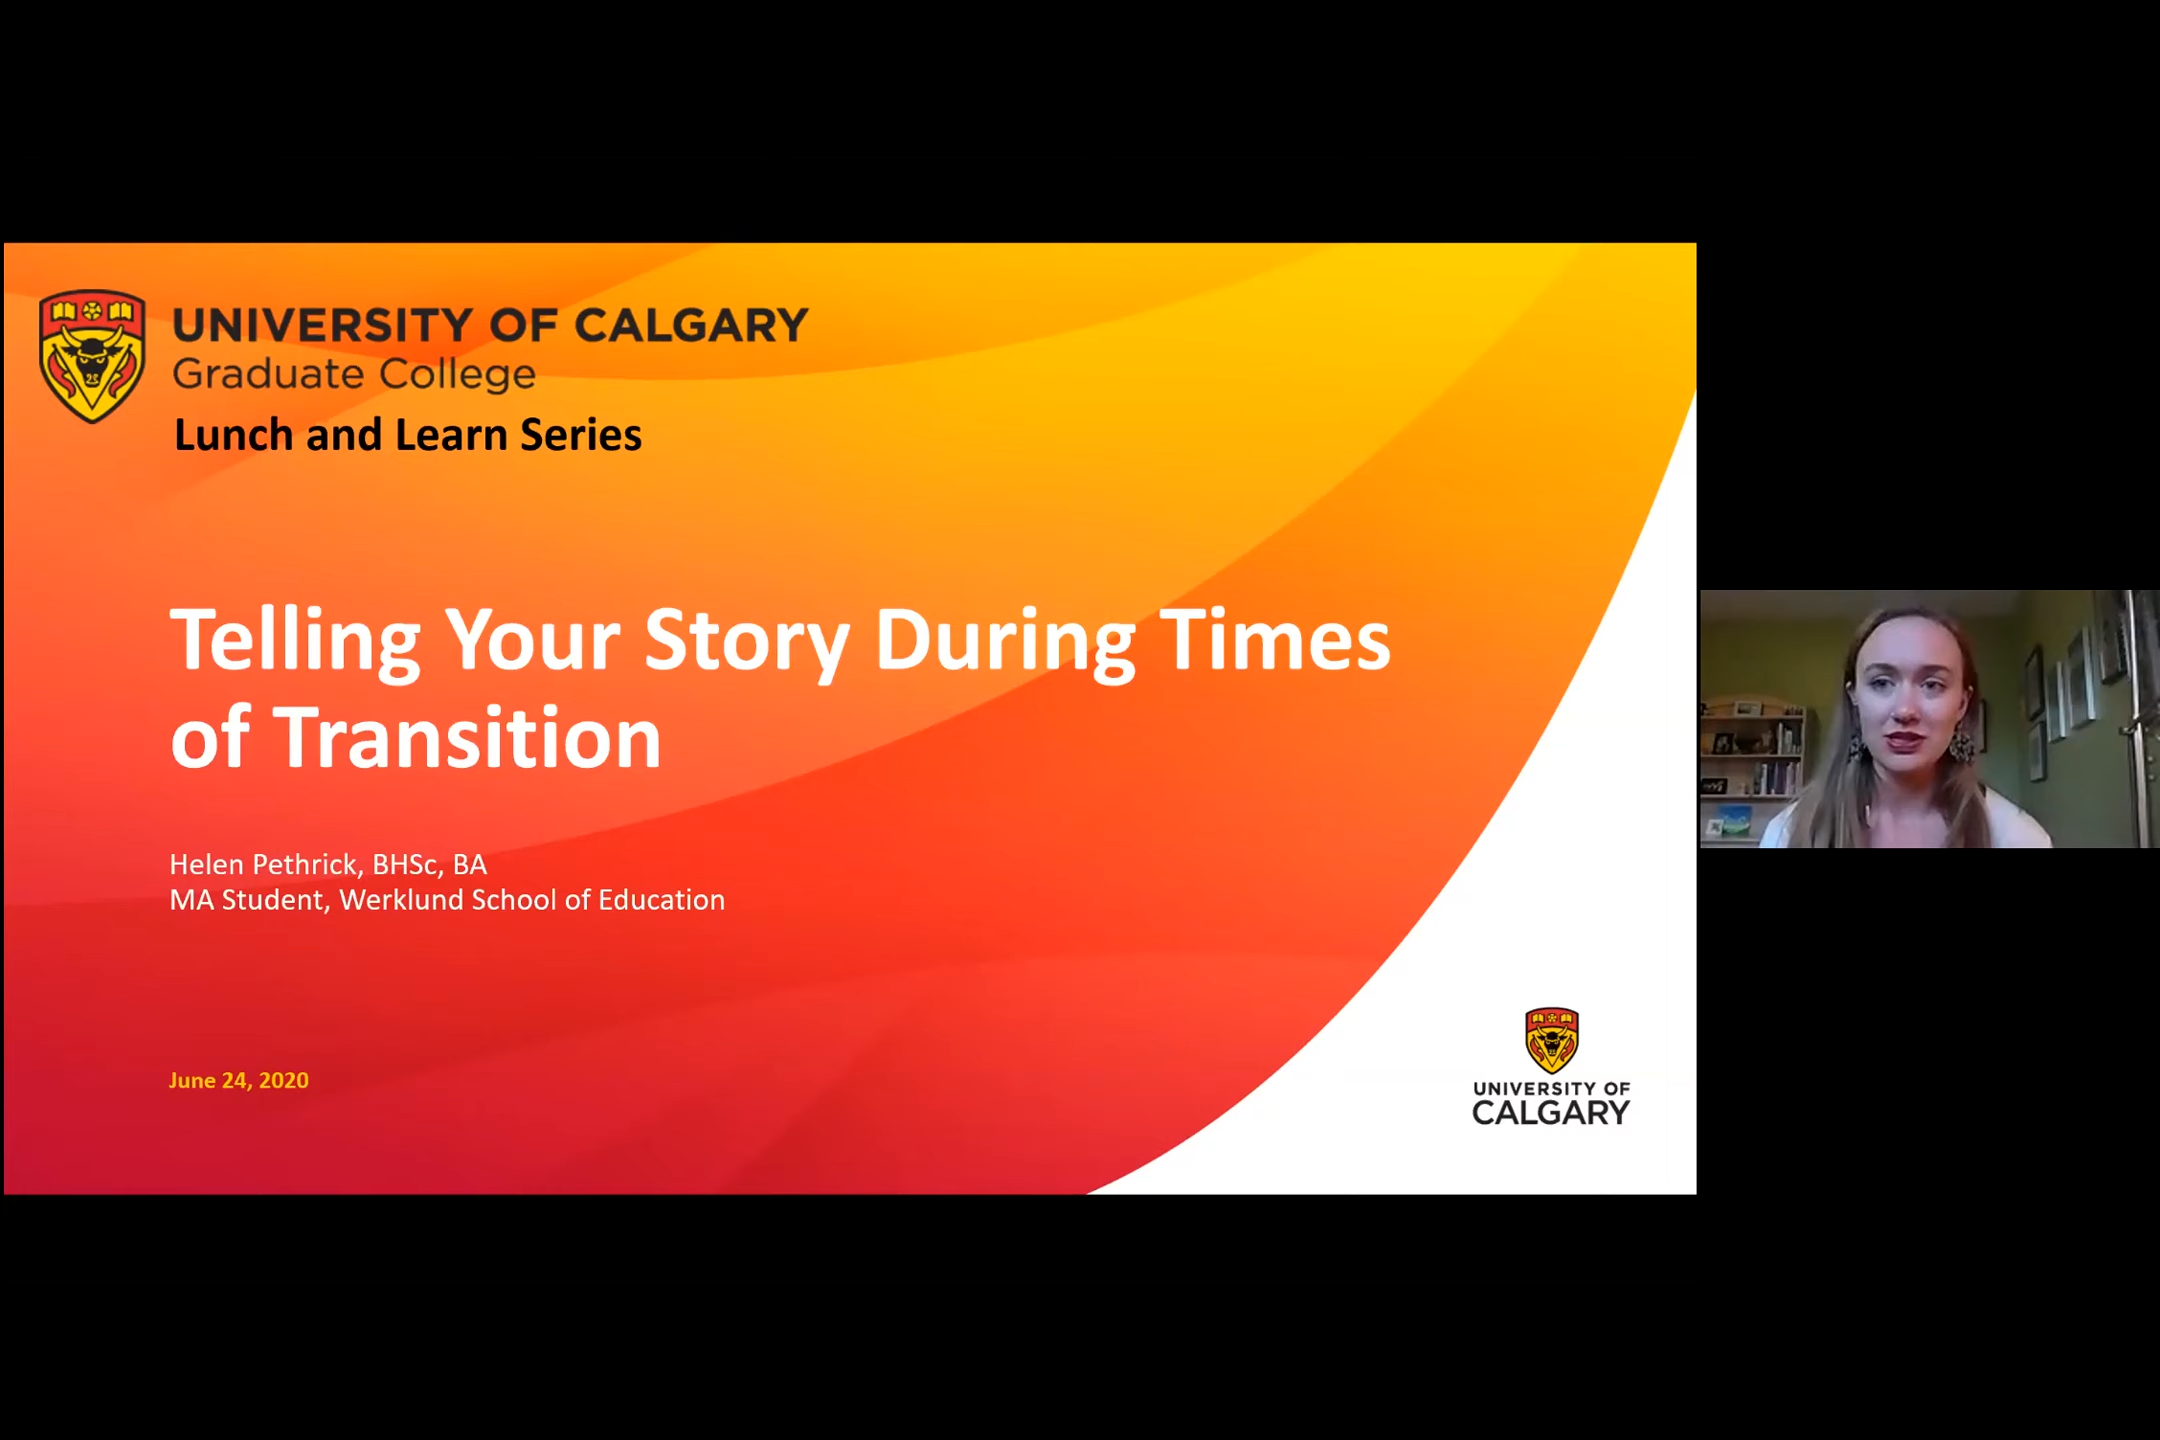 UNIVERSITY OF CALGARY
Graduate College
Lunch and Learn Series
Telling Your Story During Times
of Transition
Helen Pethrick, BHSc, BA
MA Student, Werklund School of Education
June 24, 2020
UNIVERSITY OF
CALGARY